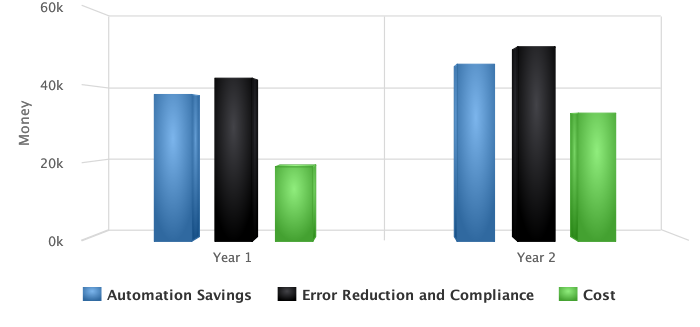 60k
40k
20k
0k
Money
Year 1
Year 2
Automation Savings
Error Reduction and Compliance
Cost